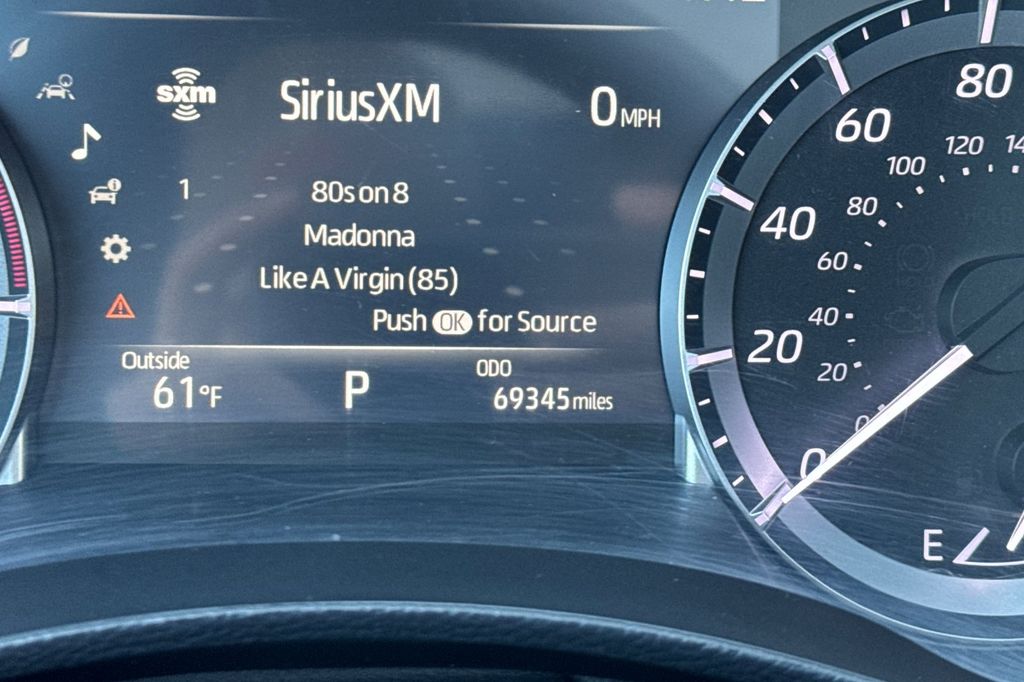 sxm SiriusXM 0 MPH
1 80s on 8
Madonna
Like A Virgin (85)
Push OK for Source
Outside
61°F
P
ODO
69345 miles
80
60
40
20
0
120
100
80
60
40
20
0
E